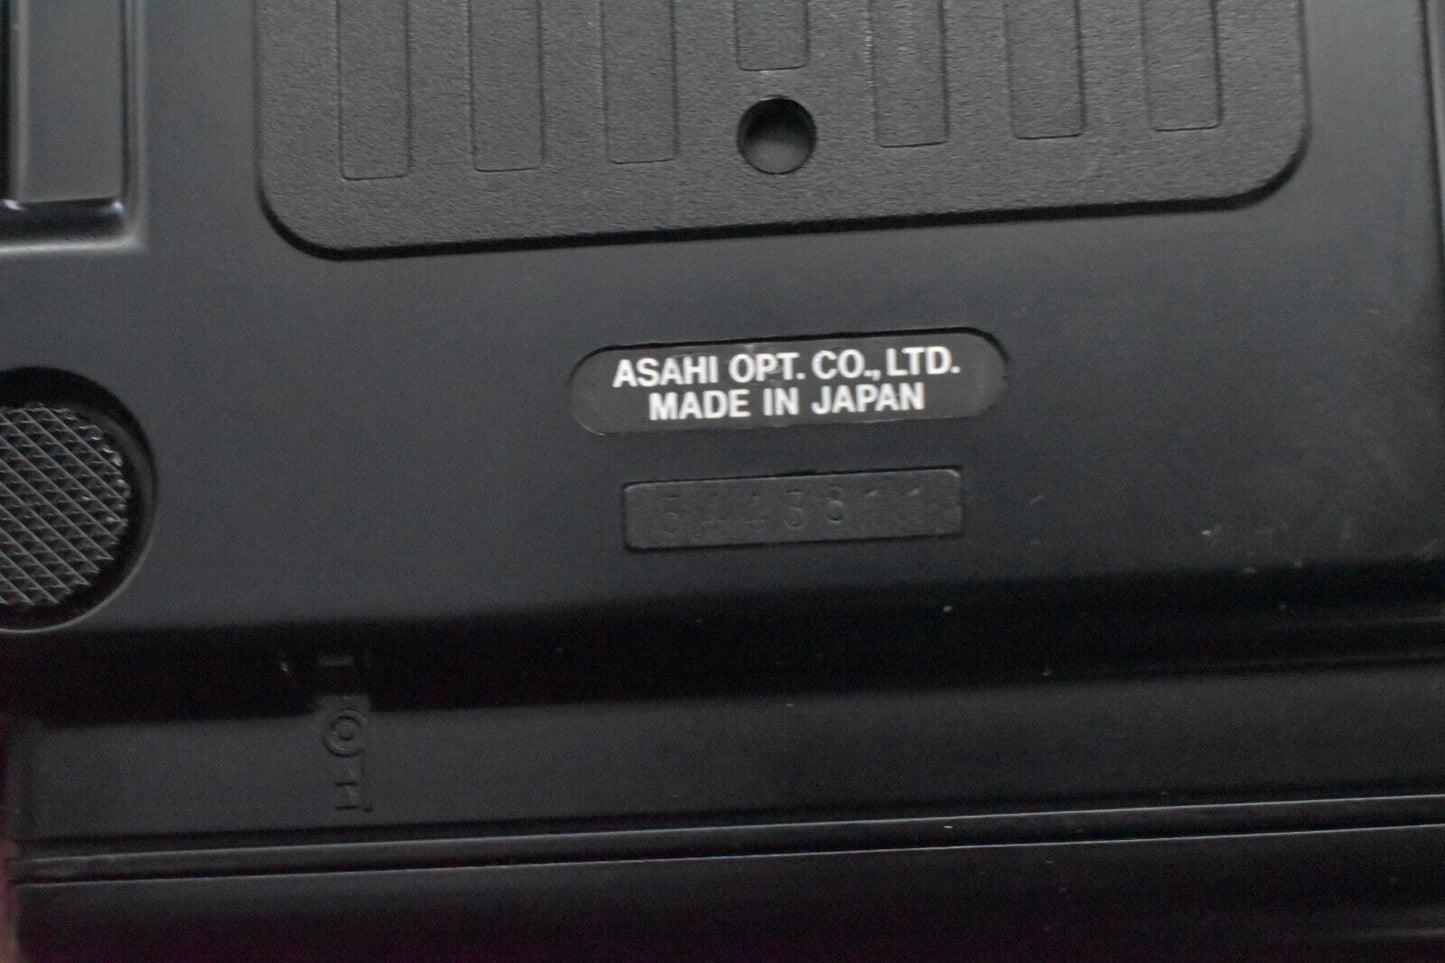 ASAHI OPT. CO., LTD.
MADE IN JAPAN